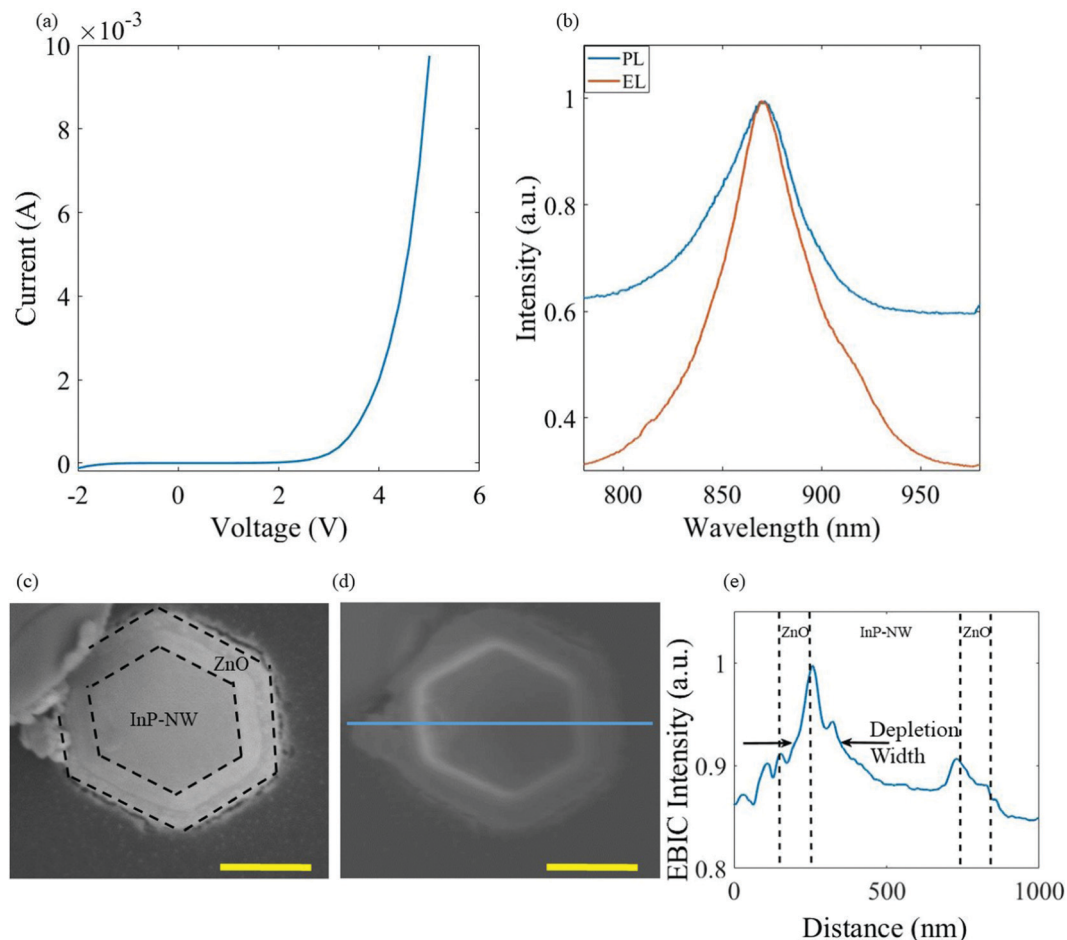 (a)
×10⁻³
10
8
6
4
2
0
-2
0
2
4
6
Current (A)
Voltage (V)
(b)
PL
EL
1
0.8
0.6
0.4
800
850
900
950
Intensity (a.u.)
Wavelength (nm)
(c)
ZnO
InP-NW
(d)
(e)
ZnO
InP-NW
ZnO
1
0.9
0.8
Depletion
Width
0
500
1000
EBIC Intensity (a.u.)
Distance (nm)